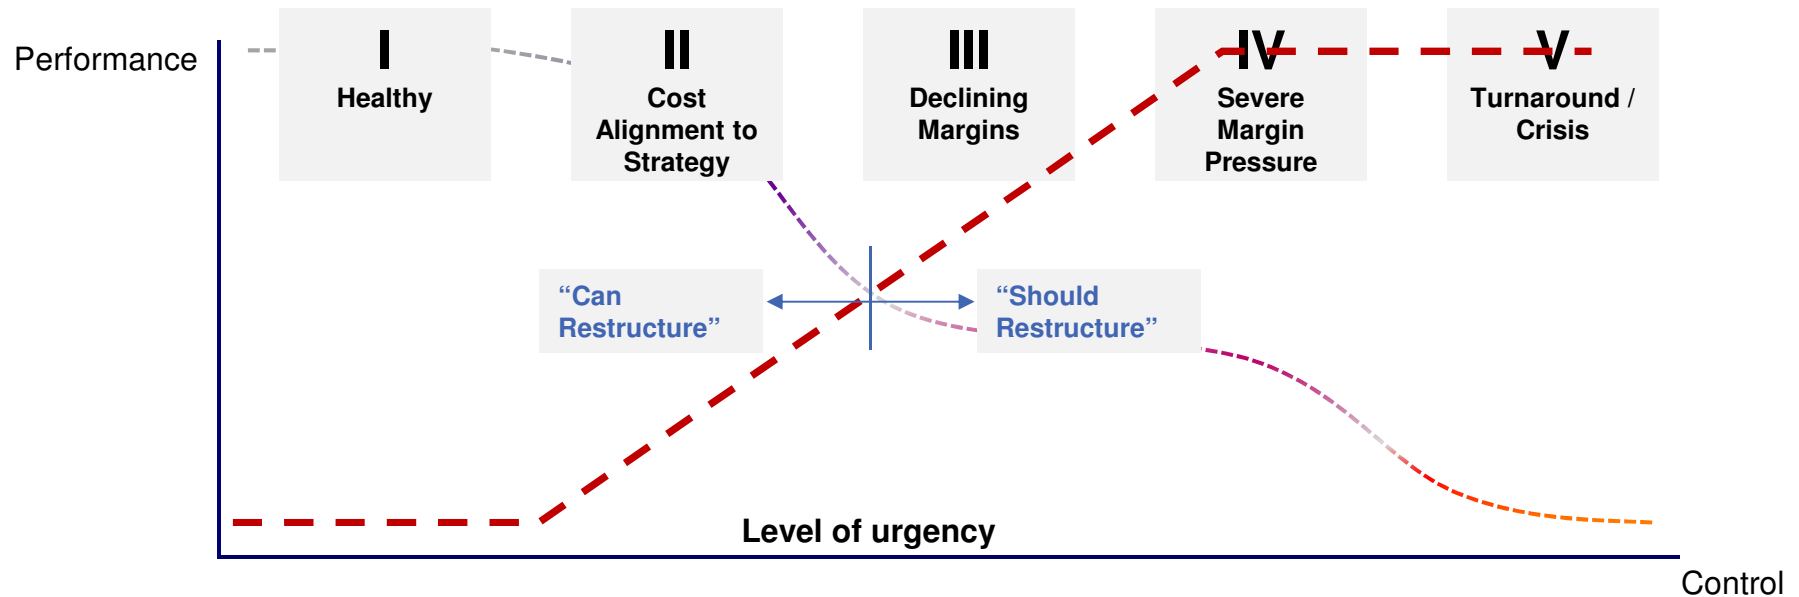 Performance
I
Healthy
II
Cost
Alignment to
Strategy
III
Declining
Margins
IV
Severe
Margin
Pressure
V
Turnaround /
Crisis
“Can
Restructure”
“Should
Restructure”
Level of urgency
Control